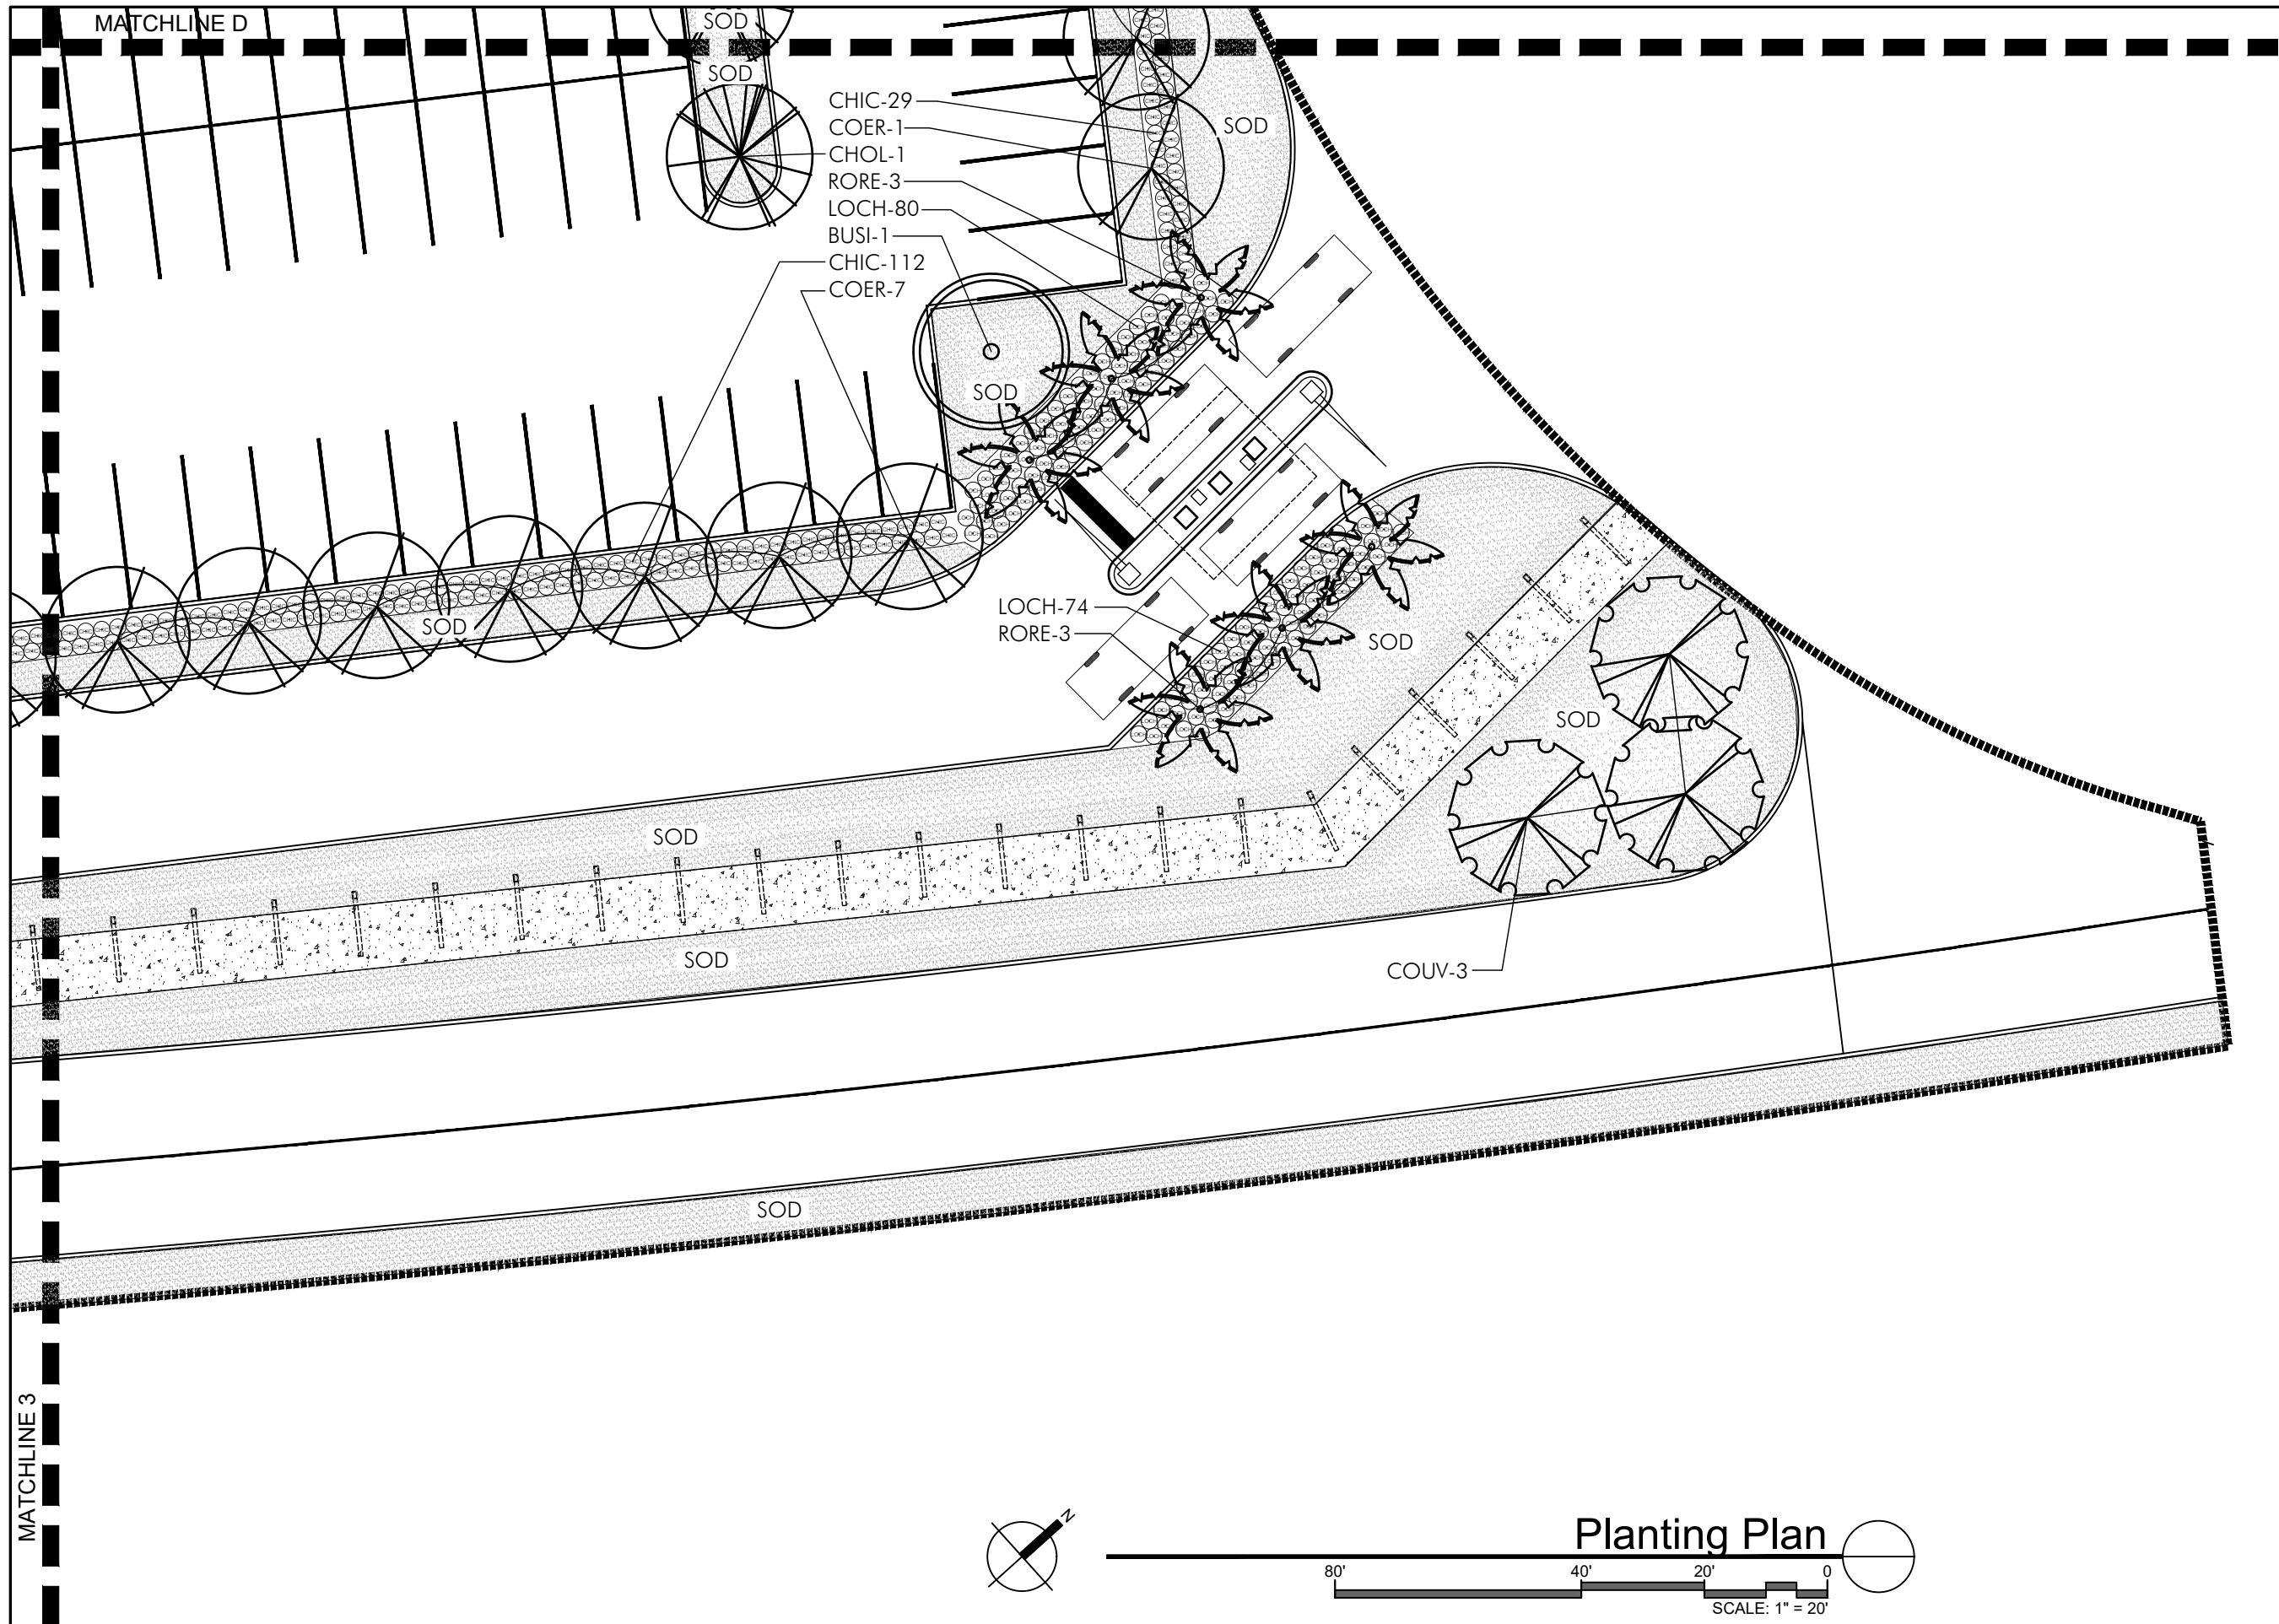 MATCHLINE D
SOD
SOD
CHIC-29
COER-1
CHOL-1
RORE-3
LOCH-80
BUSI-1
CHIC-112
COER-7
SOD
SOD
SOD
LOCH-74
RORE-3
SOD
SOD
SOD
SOD
COUV-3
SOD
MATCHLINE 3
N
Planting Plan
80' 40' 20' 0
SCALE: 1" = 20'